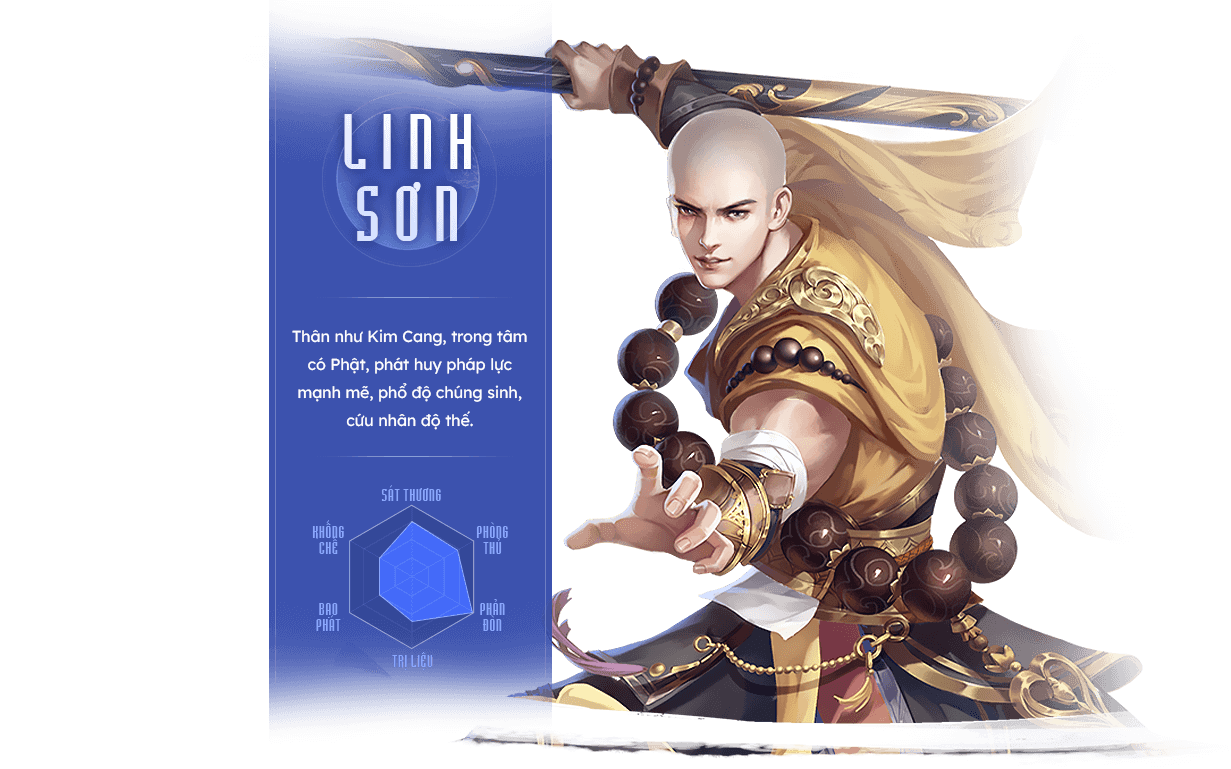 LINH
SƠN
Thân như Kim Cang, trong tâm
có Phật, phát huy pháp lực
mạnh mẽ, phổ độ chúng sinh,
cứu nhân độ thế.
SÁT THƯƠNG
KHỐNG
CHẾ
PHÒNG
THỦ
BẠO
PHÁT
PHẢN
ĐÒN
TRỊ LIỆU